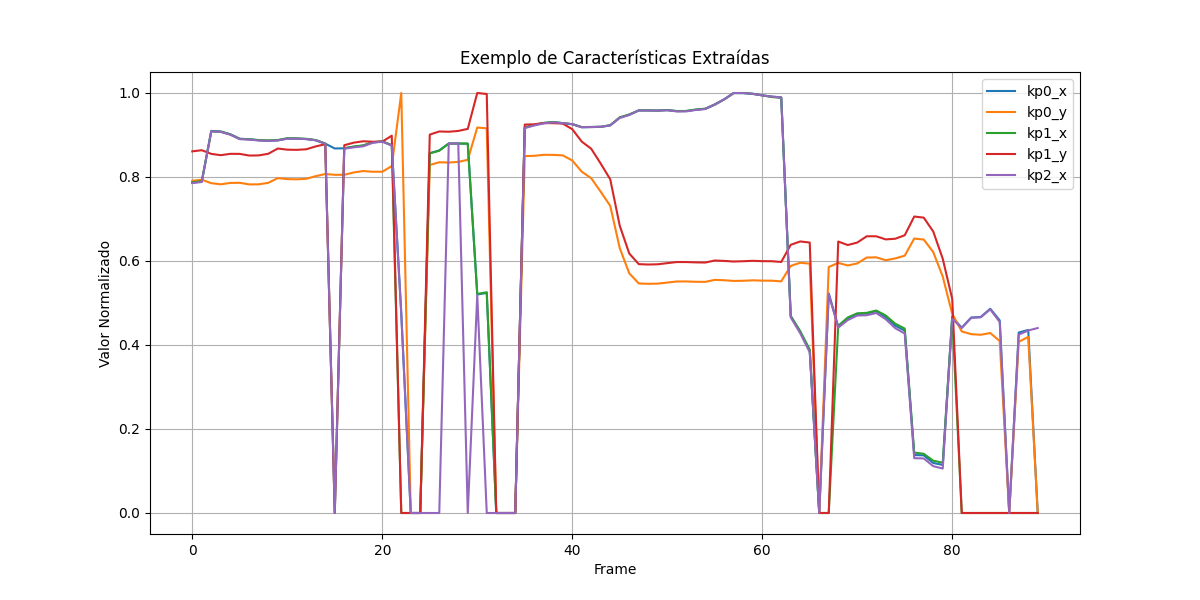 Exemplo de Características Extraídas
Valor Normalizado
1.0
0.8
0.6
0.4
0.2
0.0
0
20
40
60
80
Frame
kp0_x
kp0_y
kp1_x
kp1_y
kp2_x